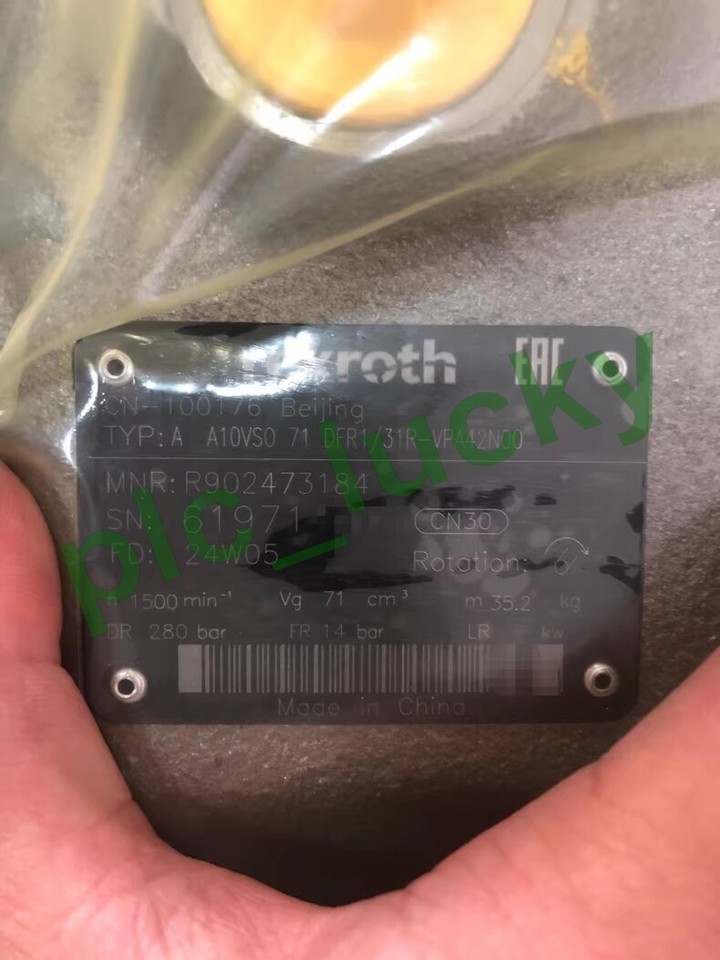 xroth EAC
CN-100176 Beijing
TYP: A A10VSO 71 DFR1/31R-VPA42N00
MNR: R902473184
SN: 61971 CN30
FD: 24W05 Rotation:
n 1500 min⁻¹ Vg 71 cm³ m 35.2 kg
DR 280 bar FR 14 bar LR kw
Made in China
plc_lucky